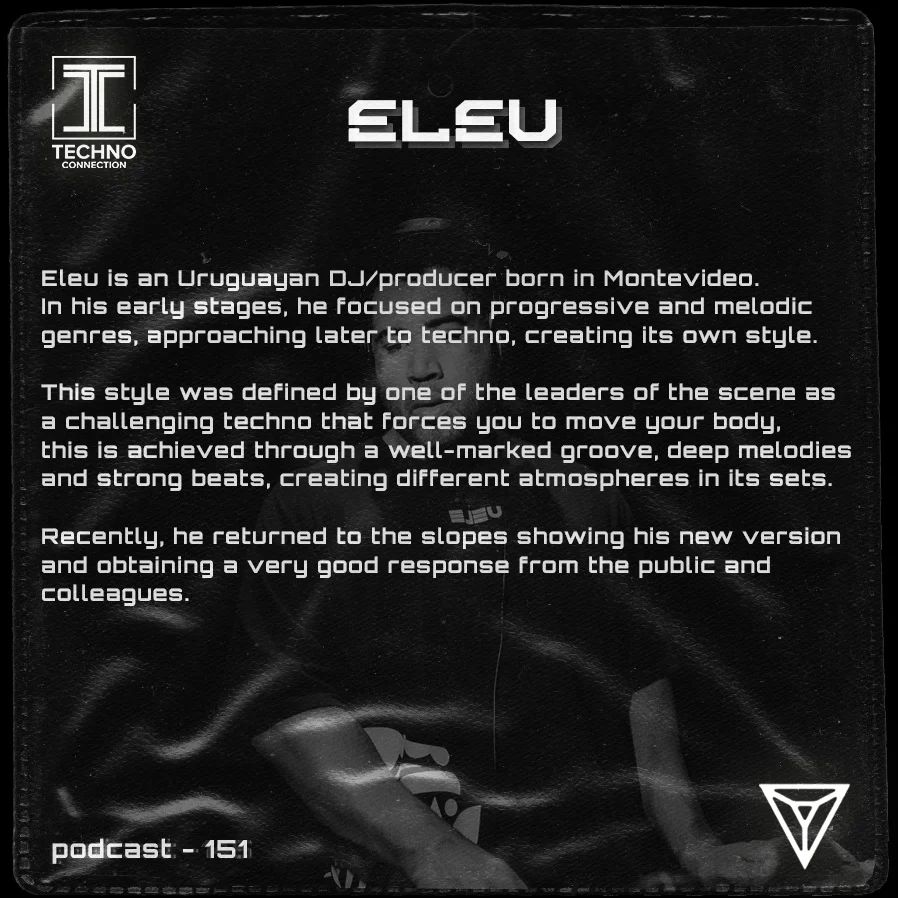 TECHNO
CONNECTION
ELEU
Eleu is an Uruguayan DJ/producer born in Montevideo.
In his early stages, he focused on progressive and melodic
genres, approaching later to techno, creating its own style.
This style was defined by one of the leaders of the scene as
a challenging techno that forces you to move your body,
this is achieved through a well-marked groove, deep melodies
and strong beats, creating different atmospheres in its sets.
ELEU
Recently, he returned to the slopes showing his new version
and obtaining a very good response from the public and
colleagues.
podcast - 151